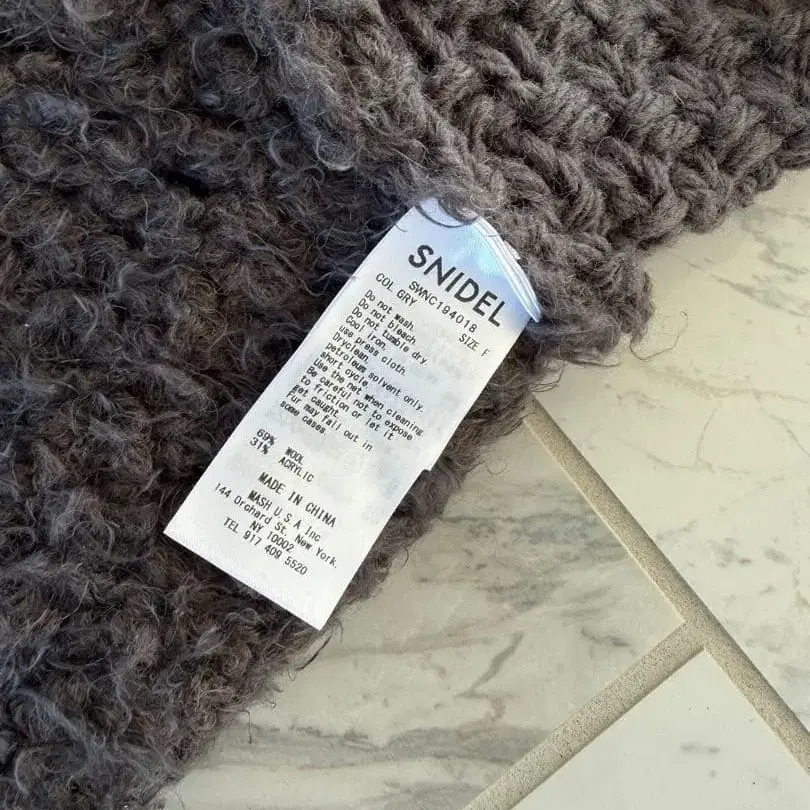 SNIDEL
SWNC194018
COL GRY SIZE F
Do not wash.
Do not bleach.
Do not tumble dry.
Cool iron.
use press cloth.
Dryclean.
petroleum solvent only.
short cycle.
Use the net when cleaning.
Be careful not to expose
to friction or let it
get caught.
Fur may fall out in
some cases.
69% WOOL
31% ACRYLIC
MADE IN CHINA
MASH U.S.A Inc
144 Orchard St. New York.
NY 10002
TEL 917 409 5520